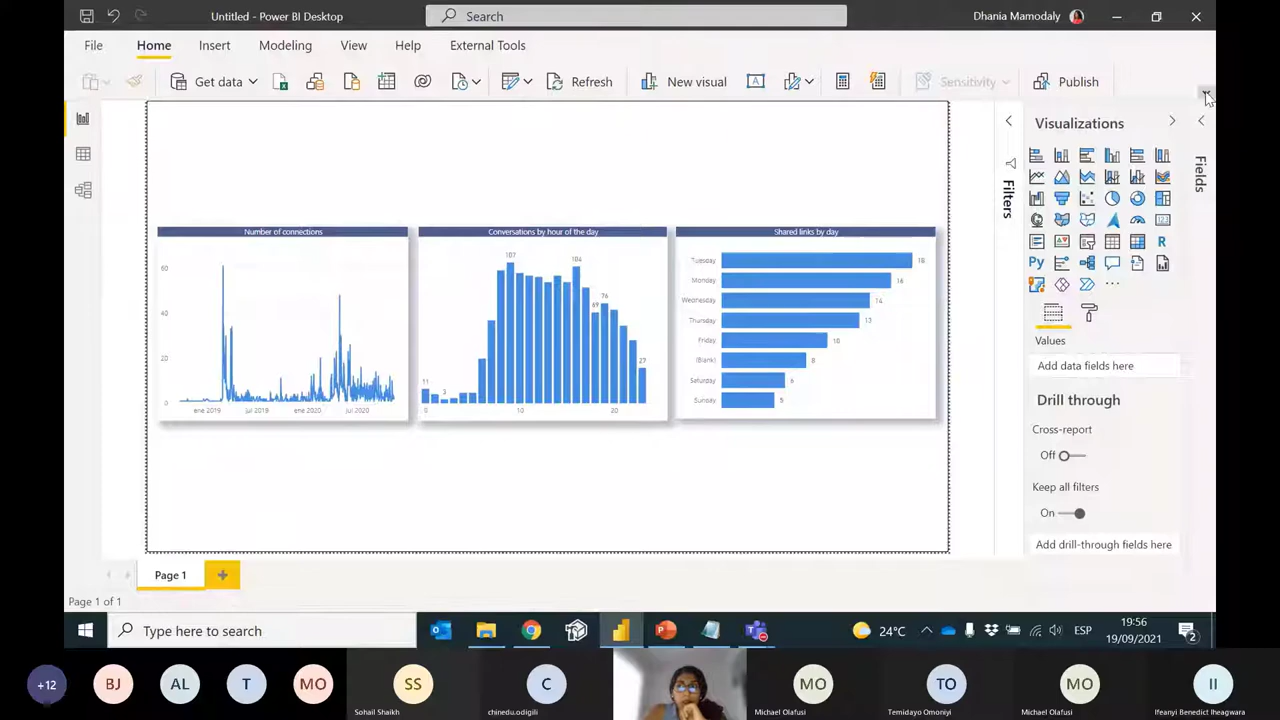 Untitled - Power BI Desktop
Search
Dhania Mamodaly
File Home Insert Modeling View Help External Tools
Get data
Refresh
New visual
Sensitivity
Publish
Visualizations
Fields
Filters
Number of connections
60
40
20
0
ene 2019 jul 2019 ene 2020 jul 2020
Conversations by hour of the day
107
104
69
76
27
11
3
0 10 20
Shared links by day
Tuesday 18
Monday 16
Wednesday 14
Thursday 13
Friday 10
(Blank) 8
Saturday 6
Sunday 5
R
Py
123
Values
Add data fields here
Drill through
Cross-report
Off
Keep all filters
On
Add drill-through fields here
Page 1
Page 1 of 1
Type here to search
24°C
ESP
19:56
19/09/2021
2
+12
BJ
AL
T
MO
SS
Sohail Shaikh
C
chinedu.odigili
MO
Michael Olafusi
TO
Temidayo Omoniyi
MO
Michael Olafusi
II
Ifeanyi Benedict Iheagwara